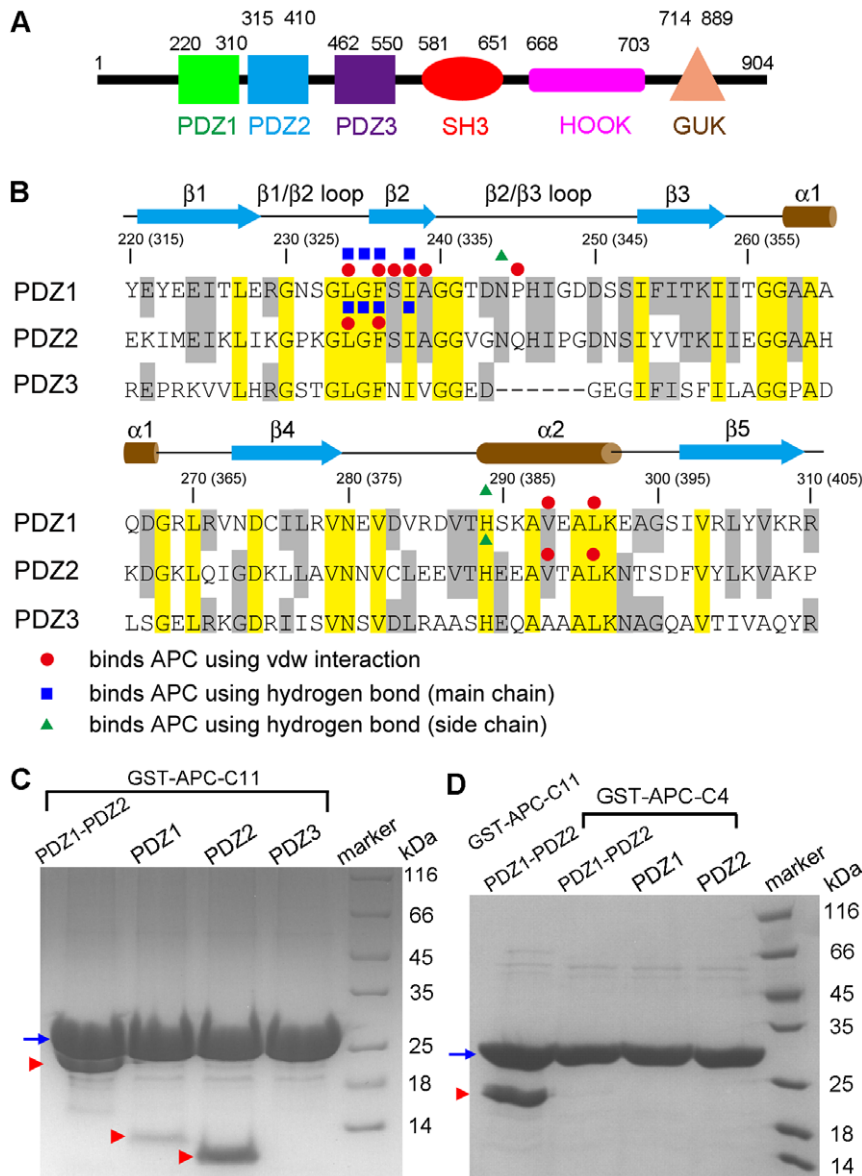 A
315 410 714 889
1 220 310 462 550 581 651 668 703 904
PDZ1 PDZ2 PDZ3 SH3 HOOK GUK
B
β1 β1/β2 loop β2 β2/β3 loop β3 α1
220 (315) 230 (325) 240 (335) 250 (345) 260 (355)
PDZ1 YEYEEITLERGNSGLGFSIAGGTDNPHIGDDSSIFITKIITGGAAA
PDZ2 EKIMEIKLIKGPKGLGFSIAGGVGNQHIPGDNSIYVTKIIEGGAAH
PDZ3 REPRKVVLHRGSTGLGFNIVGGED------GEGIFISFILAGGPAD
α1 β4 α2 β5
270 (365) 280 (375) 290 (385) 300 (395) 310 (405)
PDZ1 QDGRLRVNDCILRVNEVDVRDVTHSKAVEALKEAGSIVRLYVKRR
PDZ2 KDGKLQIGDKLLAVNNVCLEEVTHEEAVTALKNTSDFVYLKVAKP
PDZ3 LSGELRKGDRIISVNSVDLRAASHEQAAAALKNAGQAVTIVAQYR
binds APC using vdw interaction
binds APC using hydrogen bond (main chain)
binds APC using hydrogen bond (side chain)
C
GST-APC-C11
PDZ1-PDZ2 PDZ1 PDZ2 PDZ3 marker kDa
116
66
45
35
25
18
14
D
GST-APC-C11 GST-APC-C4
PDZ1-PDZ2 PDZ1-PDZ2 PDZ1 PDZ2 marker kDa
116
66
45
35
25
18
14